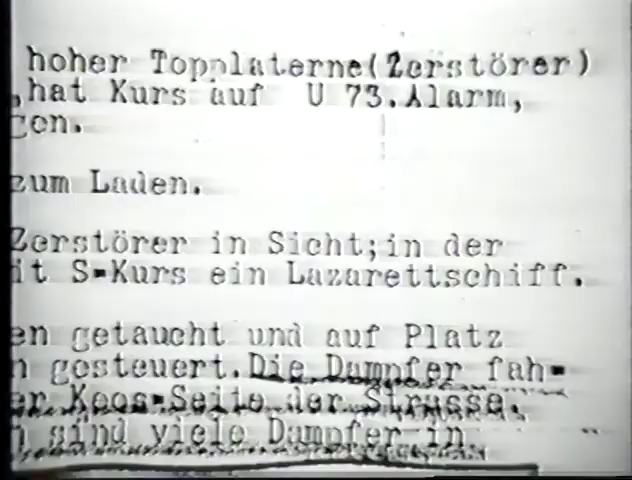 hoher Topplaterne(Zerstörer)
,hat Kurs auf U 73.Alarm,
zum Laden.
Zerstörer in Sicht;in der
it S-Kurs ein Lazarettschiff.
en getaucht und auf Platz
n gesteuert.Die Dampfer fah-
er Keos-Seite der Strasse.
n sind viele Dampfer in